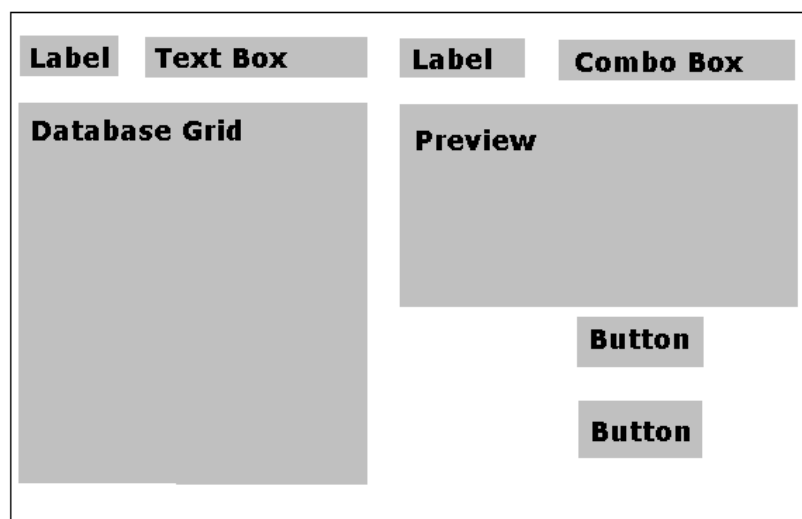 Label Text Box Label Combo Box
Database Grid
Preview
Button
Button